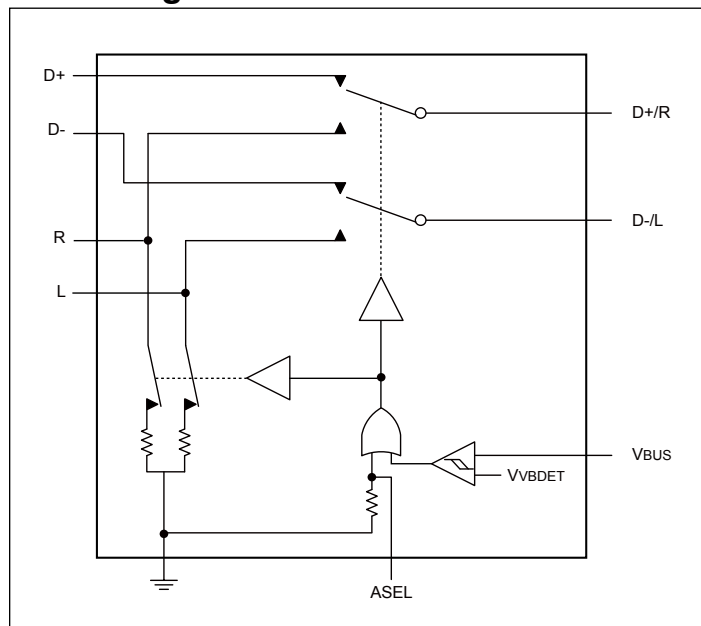 D+
D+/R
D-
D-/L
R
L
VBUS
VVBDET
ASEL